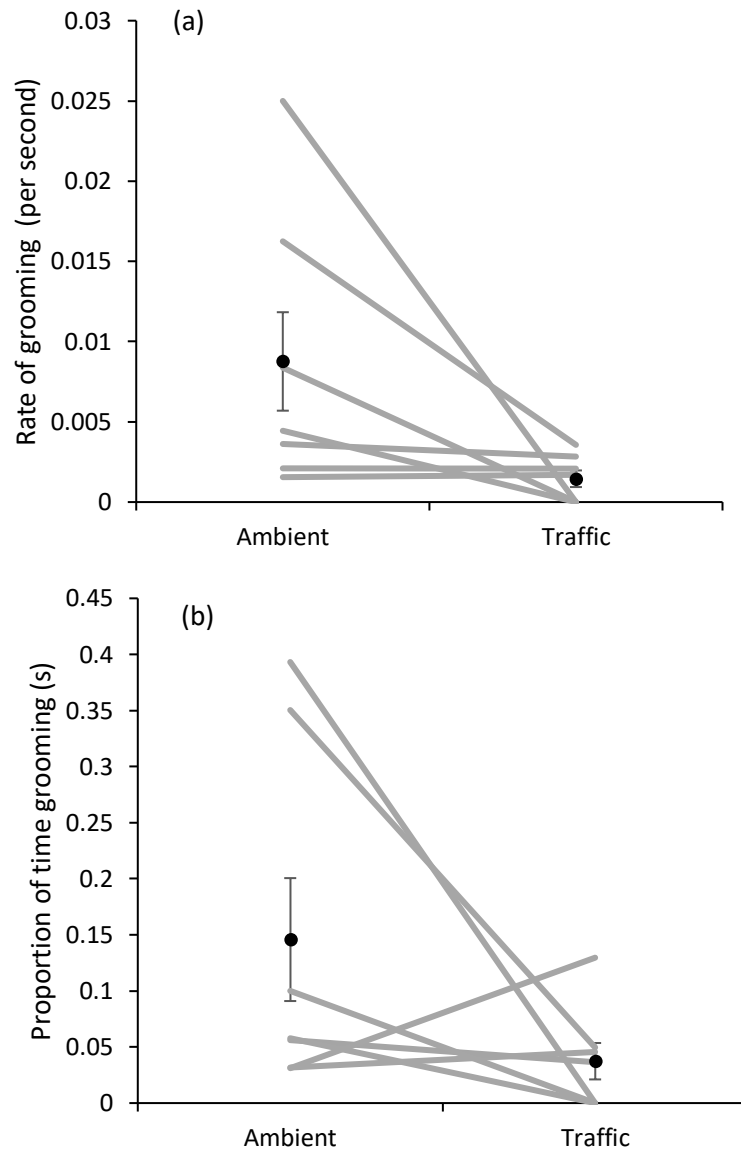 (a)
Rate of grooming (per second)
0.03
0.025
0.02
0.015
0.01
0.005
0
Ambient
Traffic
(b)
Proportion of time grooming (s)
0.45
0.4
0.35
0.3
0.25
0.2
0.15
0.1
0.05
0
Ambient
Traffic